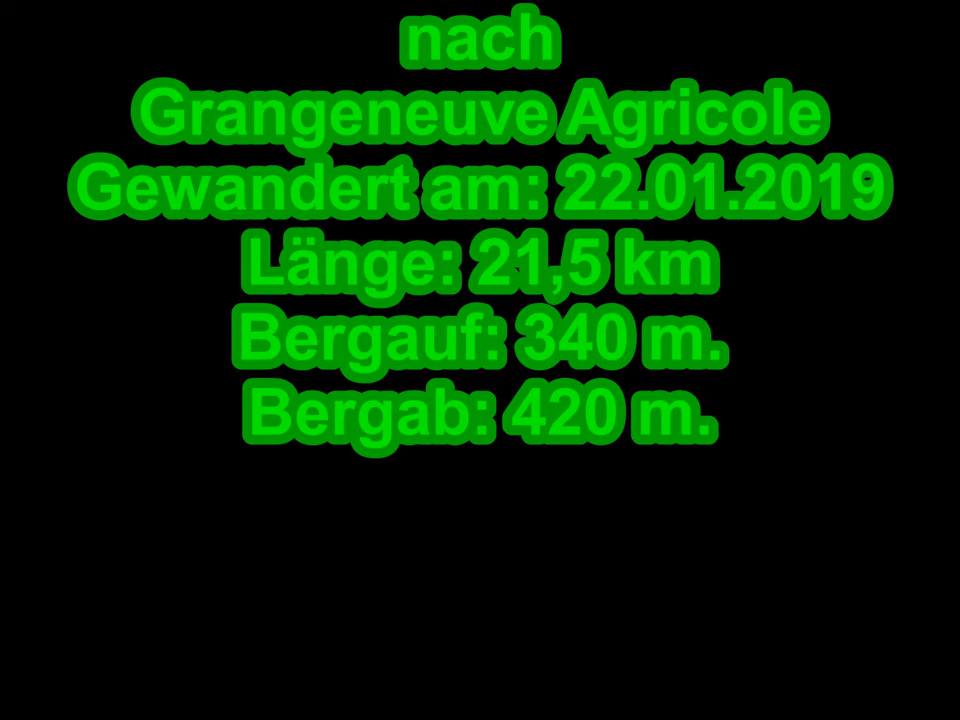 nach
Grangeneuve Agricole
Gewandert am: 22.01.2019
Länge: 21,5 km
Bergauf: 340 m.
Bergab: 420 m.